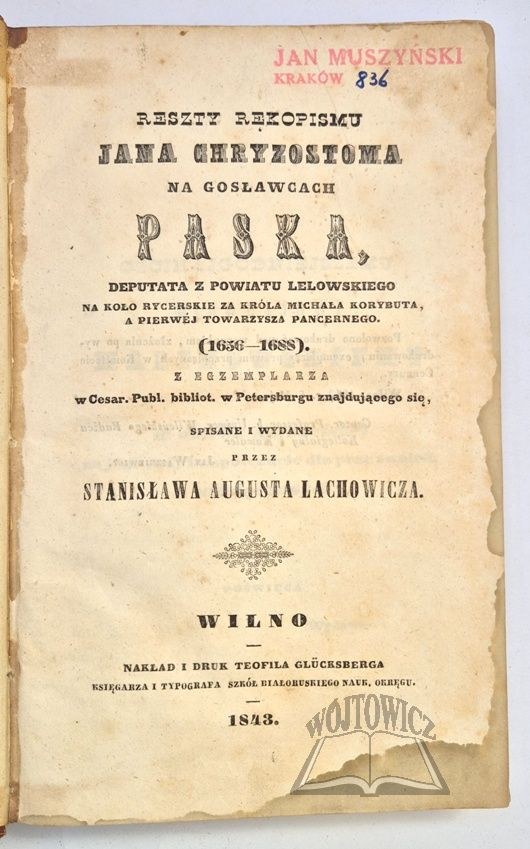 JAN MUSZYŃSKI
KRAKÓW 836
RESZTY RĘKOPISMU
JANA CHRYZOSTOMA
NA GOSŁAWCACH
PASKA,
DEPUTATA Z POWIATU LELOWSKIEGO
NA KOŁO RYCERSKIE ZA KRÓLA MICHAŁA KORYBUTA,
A PIERWÉJ TOWARZYSZA PANCERNEGO.
(1656—1688).
Z EGZEMPLARZA
w Cesar. Publ. bibliot. w Petersburgu znajdującego się,
SPISANE I WYDANE
PRZEZ
STANISŁAWA AUGUSTA LACHOWICZA.
WILNO
NAKŁAD I DRUK TEOFILA GLÜCKSBERGA
KSIĘGARZA I TYPOGRAFA SZKÓŁ BIAŁORUSKIEGO NAUK. OKRĘGU.
1843.
WÓJTOWICZ